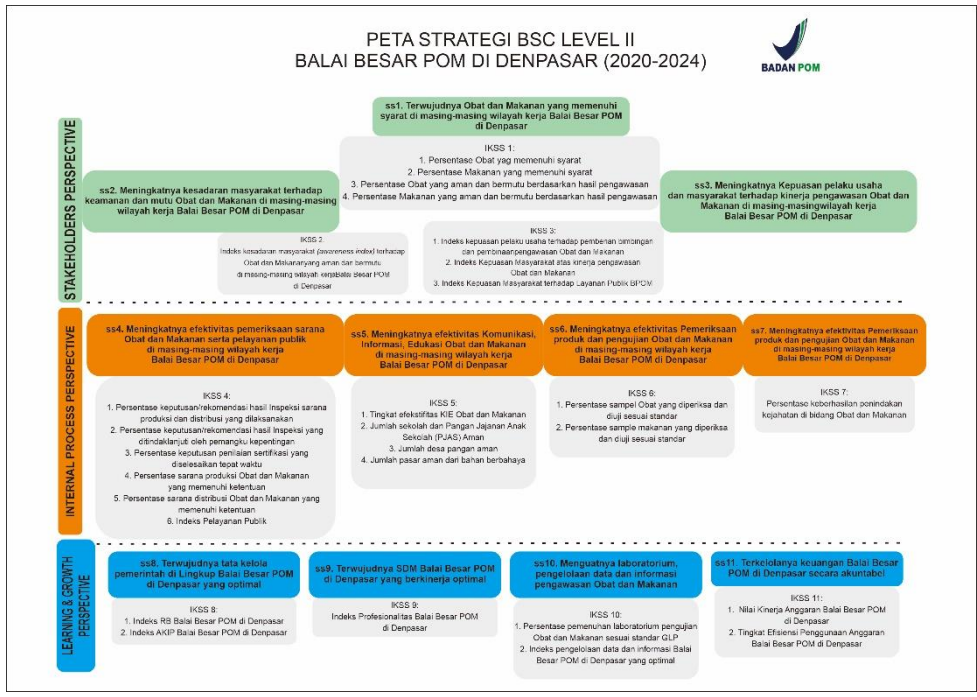 PETA STRATEGI BSC LEVEL II
BALAI BESAR POM DI DENPASAR (2020-2024)
BADAN POM
STAKEHOLDERS PERSPECTIVE
ss1. Terwujudnya Obat dan Makanan yang memenuhi
syarat di masing-masing wilayah kerja Balai Besar POM
di Denpasar
IKSS 1:
1. Persentase Obat yag memenuhi syarat
2. Persentase Makanan yang memenuhi syarat
3. Persentase Obat yang aman dan bermutu berdasarkan hasil pengawasan
4. Persentase Makanan yang aman dan bermutu berdasarkan hasil pengawasan
ss2. Meningkatnya kesadaran masyarakat terhadap
keamanan dan mutu Obat dan Makanan di masing-masing
wilayah kerja Balai Besar POM di Denpasar
IKSS 2.
Indeks kesadaran masyarakat (awareness index) terhadap
Obat dan Makananyang aman dan bermutu
di masing-masing wilayah kerjaBalai Besar POM
di Denpasar
ss3. Meningkatnya Kepuasan pelaku usaha
dan masyarakat terhadap kinerja pengawasan Obat dan
Makanan di masing-masingwilayah kerja
Balai Besar POM di Denpasar
IKSS 3:
1. Indeks kepuasan pelaku usaha terhadap pemberian bimbingan
dan pembinaanpengawasan Obat dan Makanan
2. Indeks Kepuasan Masyarakat atas kinerja pengawasan
Obat dan Makanan
3. Indeks Kepuasan Masyarakat terhadap Layanan Publik BPOM
INTERNAL PROCESS PERSPECTIVE
ss4. Meningkatnya efektivitas pemeriksaan sarana
Obat dan Makanan serta pelayanan publik
di masing-masing wilayah kerja
Balai Besar POM di Denpasar
IKSS 4:
1. Persentase keputusan/rekomendasi hasil Inspeksi sarana
produksi dan distribusi yang dilaksanakan
2. Persentase keputusan/rekomendasi hasil Inspeksi yang
ditindaklanjuti oleh pemangku kepentingan
3. Persentase keputusan penilaian sertifikasi yang
diselesaikan tepat waktu
4. Persentase sarana produksi Obat dan Makanan
yang memenuhi ketentuan
5. Persentase sarana distribusi Obat dan Makanan yang
memenuhi ketentuan
6. Indeks Pelayanan Publik
ss5. Meningkatnya efektivitas Komunikasi,
Informasi, Edukasi Obat dan Makanan
di masing-masing wilayah kerja
Balai Besar POM di Denpasar
IKSS 5:
1. Tingkat efekstifitas KIE Obat dan Makanan
2. Jumlah sekolah dan Pangan Jajanan Anak
Sekolah (PJAS) Aman
3. Jumlah desa pangan aman
4. Jumlah pasar aman dari bahan berbahaya
ss6. Meningkatnya efektivitas Pemeriksaan
produk dan pengujian Obat dan Makanan
di masing-masing wilayah kerja
Balai Besar POM di Denpasar
IKSS 6:
1. Persentase sampel Obat yang diperiksa dan
diuji sesuai standar
2. Persentase sample makanan yang diperiksa
dan diuji sesuai standar
ss7. Meningkatnya efektivitas Pemeriksaan
produk dan pengujian Obat dan Makanan
di masing-masing wilayah kerja
Balai Besar POM di Denpasar
IKSS 7:
Persentase keberhasilan penindakan
kejahatan di bidang Obat dan Makanan
LEARNING & GROWTH
PERSPECTIVE
ss8. Terwujudnya tata kelola
pemerintah di Lingkup Balai Besar POM
di Denpasar yang optimal
IKSS 8:
1. Indeks RB Balai Besar POM di Denpasar
2. Indeks AKIP Balai Besar POM di Denpasar
ss9. Terwujudnya SDM Balai Besar POM
di Denpasar yang berkinerja optimal
IKSS 9:
Indeks Profesionalitas Balai Besar POM
di Denpasar
ss10. Menguatnya laboratorium,
pengelolaan data dan informasi
pengawasan Obat dan Makanan
IKSS 10:
1. Persentase pemenuhan laboratorium pengujian
Obat dan Makanan sesuai standar GLP
2. Indeks pengelolaan data dan informasi Balai
Besar POM di Denpasar yang optimal
ss11. Terkelolanya keuangan Balai Besar
POM di Denpasar secara akuntabel
IKSS 11:
1. Nilai Kinerja Anggaran Balai Besar POM
di Denpasar
2. Tingkat Efisiensi Penggunaan Anggaran
Balai Besar POM di Denpasar